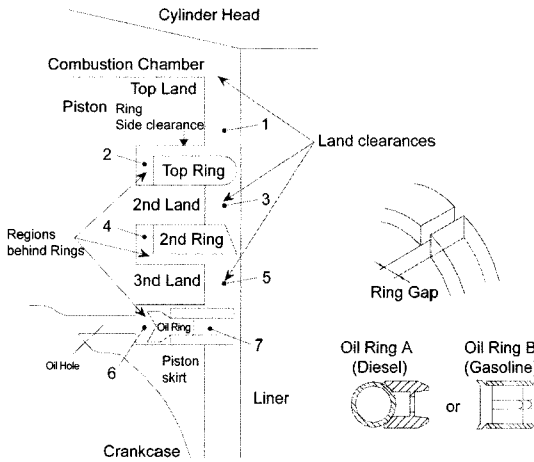 Cylinder Head
Combustion Chamber
Top Land
Piston
Ring
Side clearance
1
Land clearances
2
Top Ring
2nd Land
3
4
Regions
behind Rings
2nd Ring
3rd Land
5
Ring Gap
Oil Ring
7
Oil Hole
6
Piston
skirt
Liner
Crankcase
Oil Ring A
(Diesel)
or
Oil Ring B
(Gasoline)